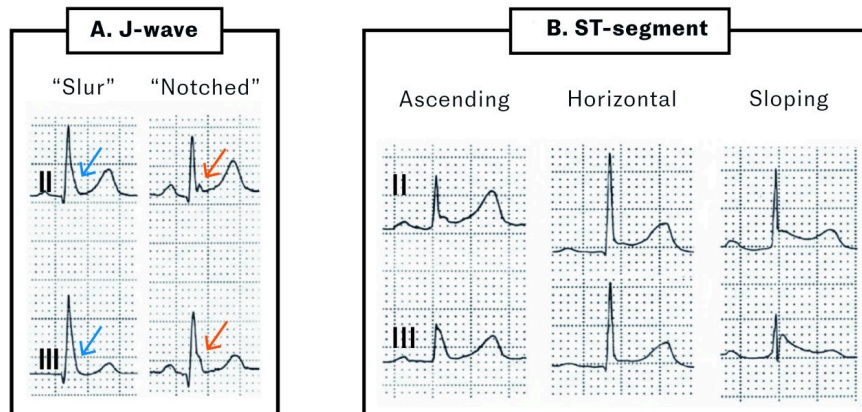 A. J-wave
“Slur” “Notched”
II
III
B. ST-segment
Ascending Horizontal Sloping
II
III